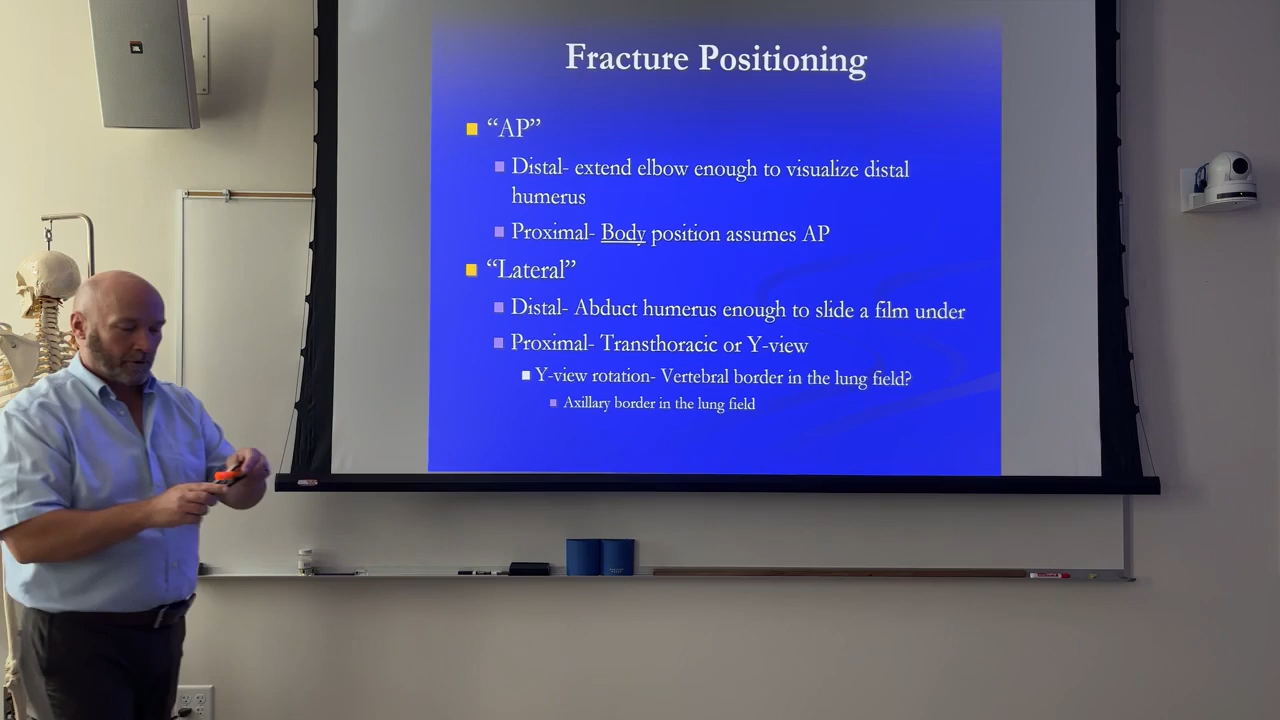 Fracture Positioning
“AP”
Distal- extend elbow enough to visualize distal
humerus
Proximal- Body position assumes AP
“Lateral”
Distal- Abduct humerus enough to slide a film under
Proximal- Transthoracic or Y-view
Y-view rotation- Vertebral border in the lung field?
Axillary border in the lung field
JBL